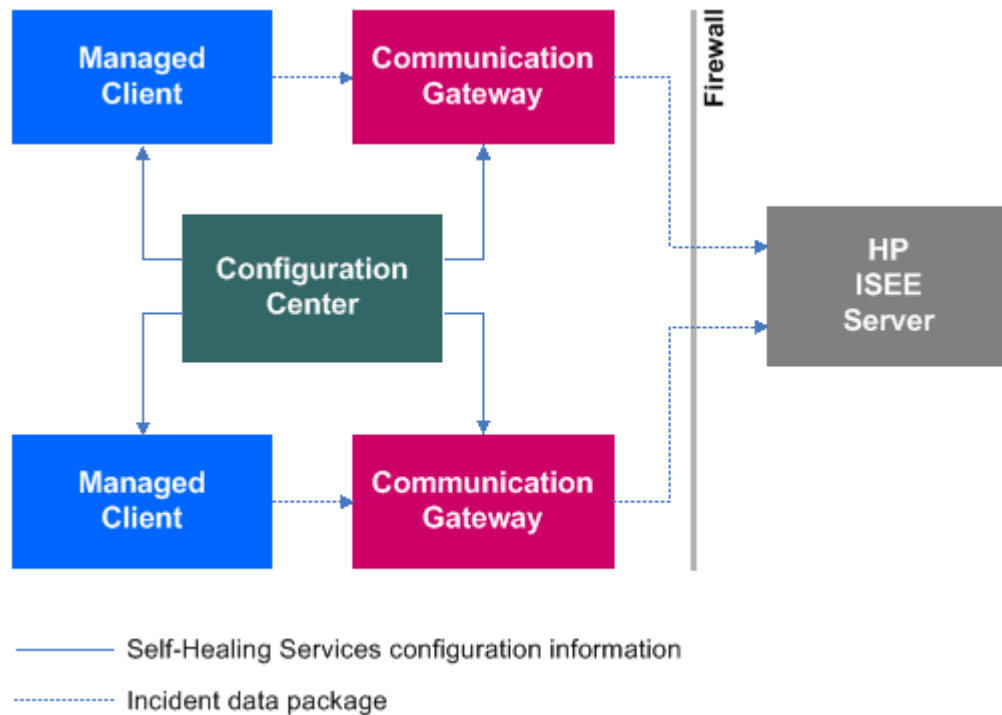 Managed
Client
Communication
Gateway
Firewall
Configuration
Center
HP
ISEE
Server
Managed
Client
Communication
Gateway
Self-Healing Services configuration information
Incident data package